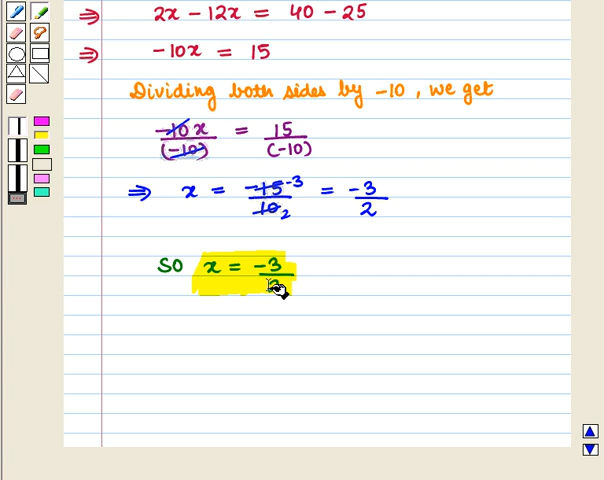 ⇒ 2x - 12x = 40 - 25
⇒ -10x = 15
Dividing both sides by -10, we get
-10x/(-10) = 15/(-10)
⇒ x = -15 -3/10 2 = -3/2
SO x = -3/